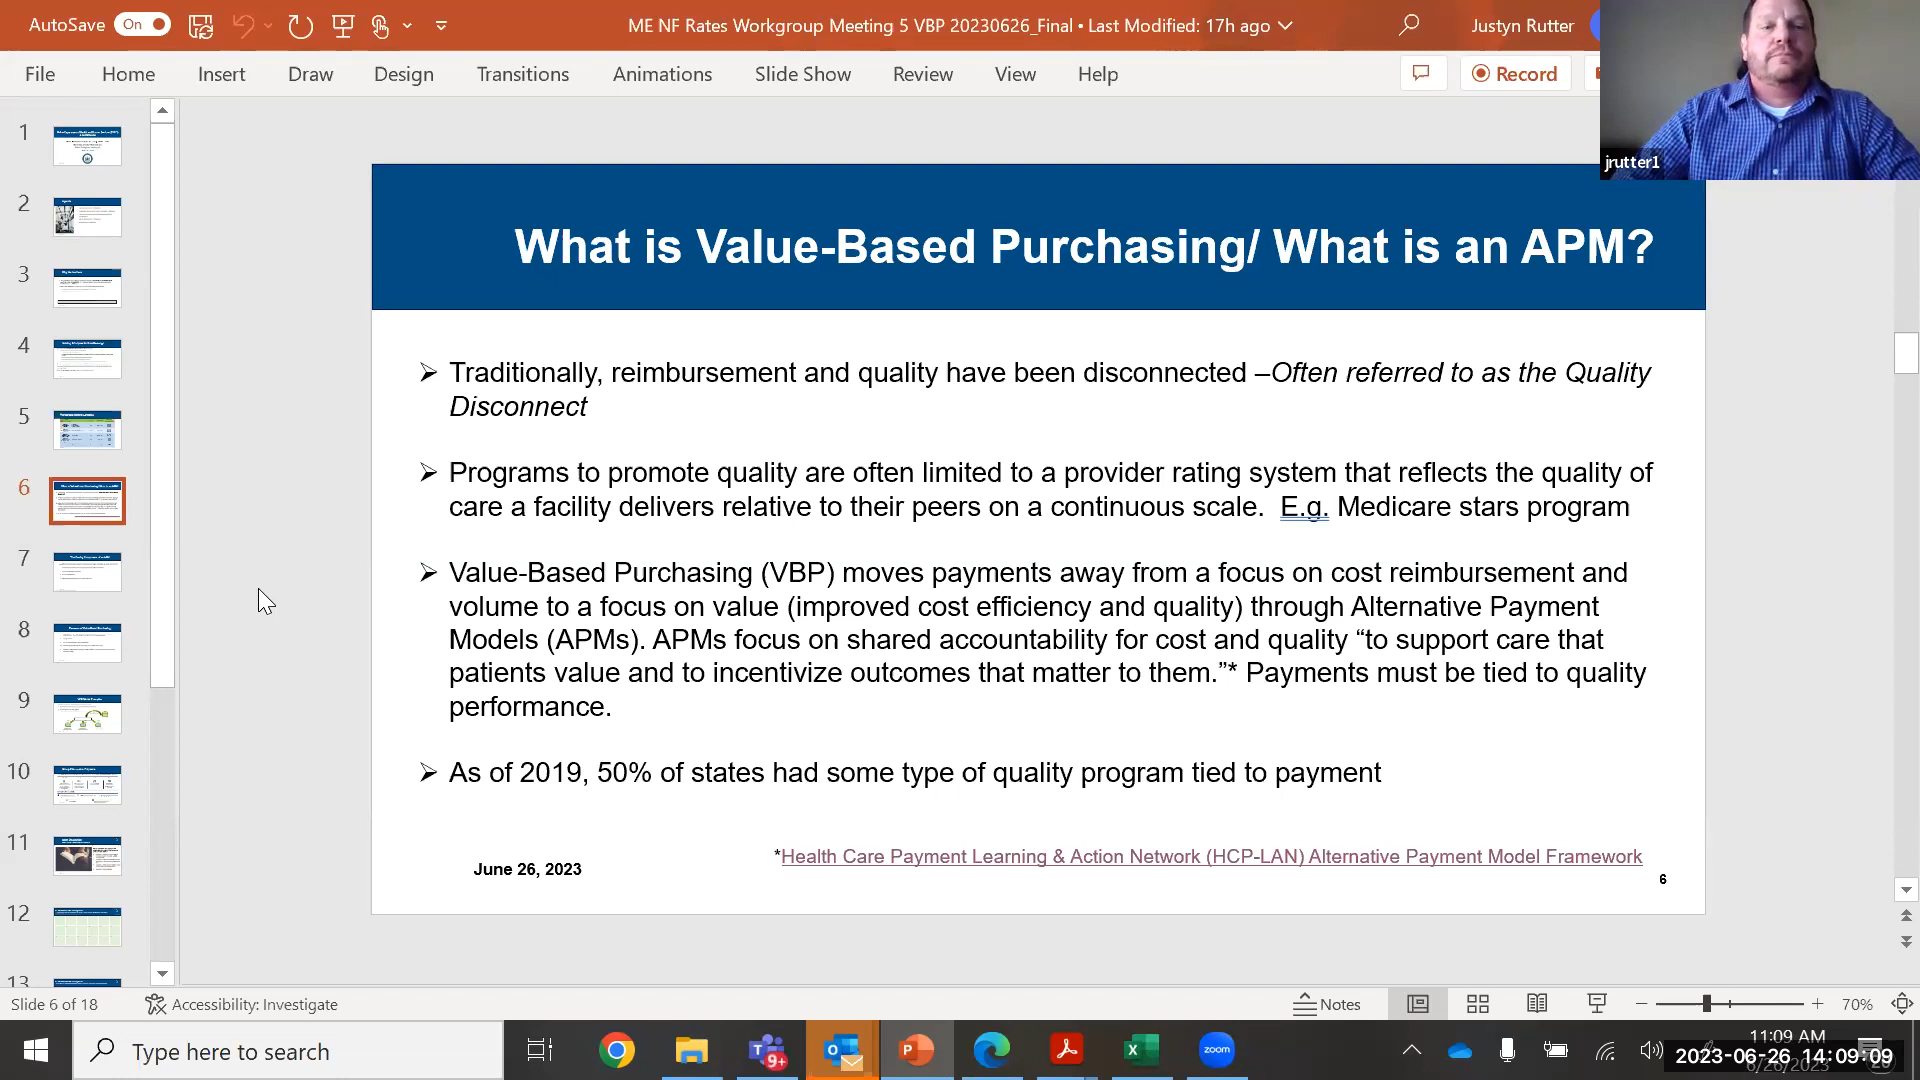 AutoSave On
ME NF Rates Workgroup Meeting 5 VBP 20230626_Final • Last Modified: 17h ago
Justyn Rutter
File Home Insert Draw Design Transitions Animations Slide Show Review View Help
Record
jrutter1
1
2
3
4
5
6
7
8
9
10
11
12
13
What is Value-Based Purchasing/ What is an APM?
Traditionally, reimbursement and quality have been disconnected –Often referred to as the Quality
Disconnect
Programs to promote quality are often limited to a provider rating system that reflects the quality of
care a facility delivers relative to their peers on a continuous scale. E.g. Medicare stars program
Value-Based Purchasing (VBP) moves payments away from a focus on cost reimbursement and
volume to a focus on value (improved cost efficiency and quality) through Alternative Payment
Models (APMs). APMs focus on shared accountability for cost and quality “to support care that
patients value and to incentivize outcomes that matter to them.”* Payments must be tied to quality
performance.
As of 2019, 50% of states had some type of quality program tied to payment
*Health Care Payment Learning & Action Network (HCP-LAN) Alternative Payment Model Framework
June 26, 2023
6
Slide 6 of 18
Accessibility: Investigate
Notes
70%
Type here to search
9+
zoom
11:09 AM
2023-06-26 14:09:09